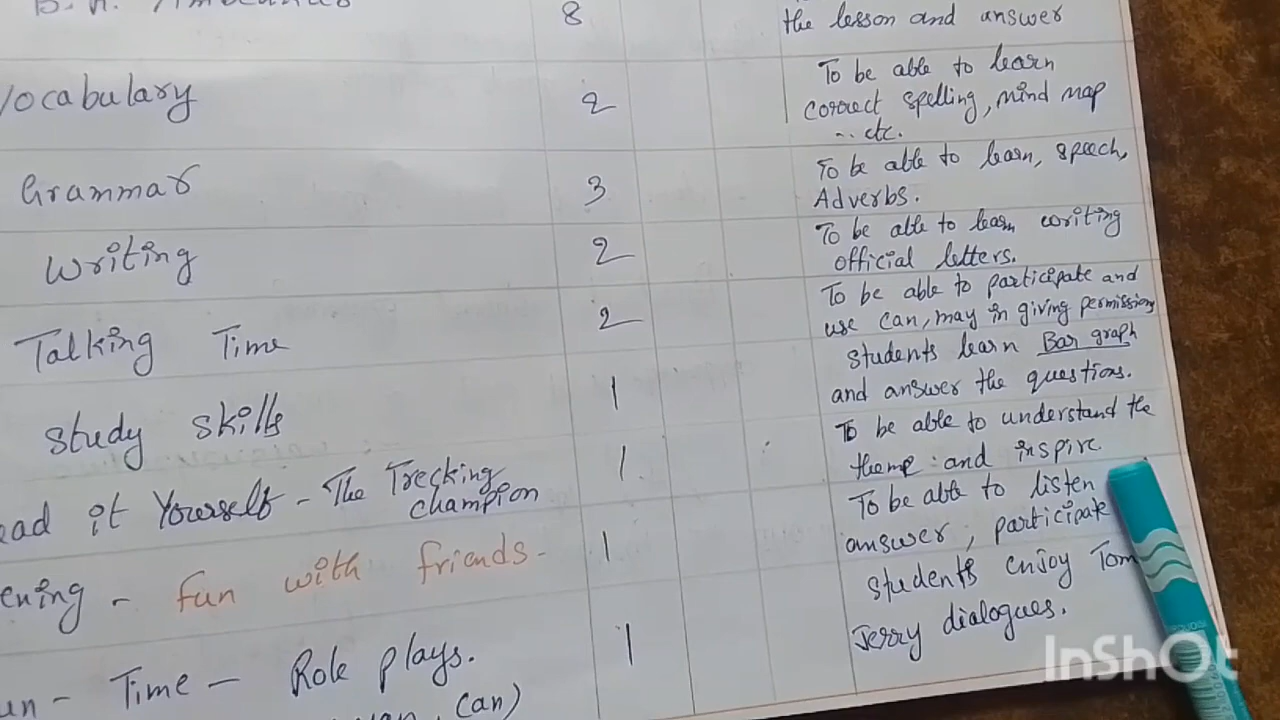 8
the lesson and answer
Vocabulary 2 To be able to learn
correct spelling, mind map
... etc.
Grammar 3 To be able to learn, speech,
Adverbs.
Writing 2 To be able to learn writing
official letters.
Talking Time 2 To be able to participate and
use can, may in giving permission
Study skills 1 students learn Bar graph
and answer the questions.
ead it Yourself - The Trecking
champion 1 To be able to understand the
theme and inspire
ening - fun with friends- 1 To be able to listen
answer, participate
un - Time - Role plays. 1 students enjoy Tom
Jerry dialogues.
can)
InShOt